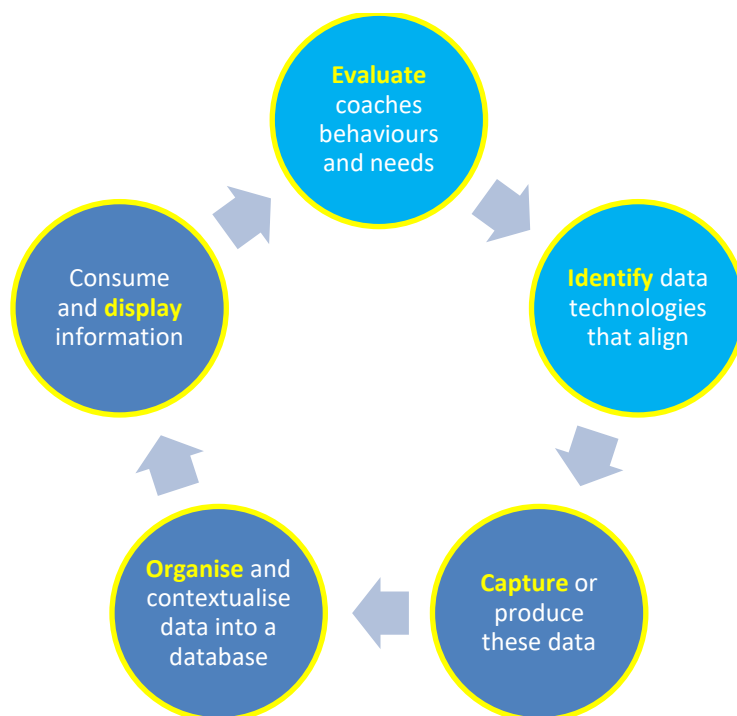 Evaluate
coaches
behaviours
and needs
Identify data
technologies
that align
Capture or
produce
these data
Organise and
contextualise
data into a
database
Consume
and display
information